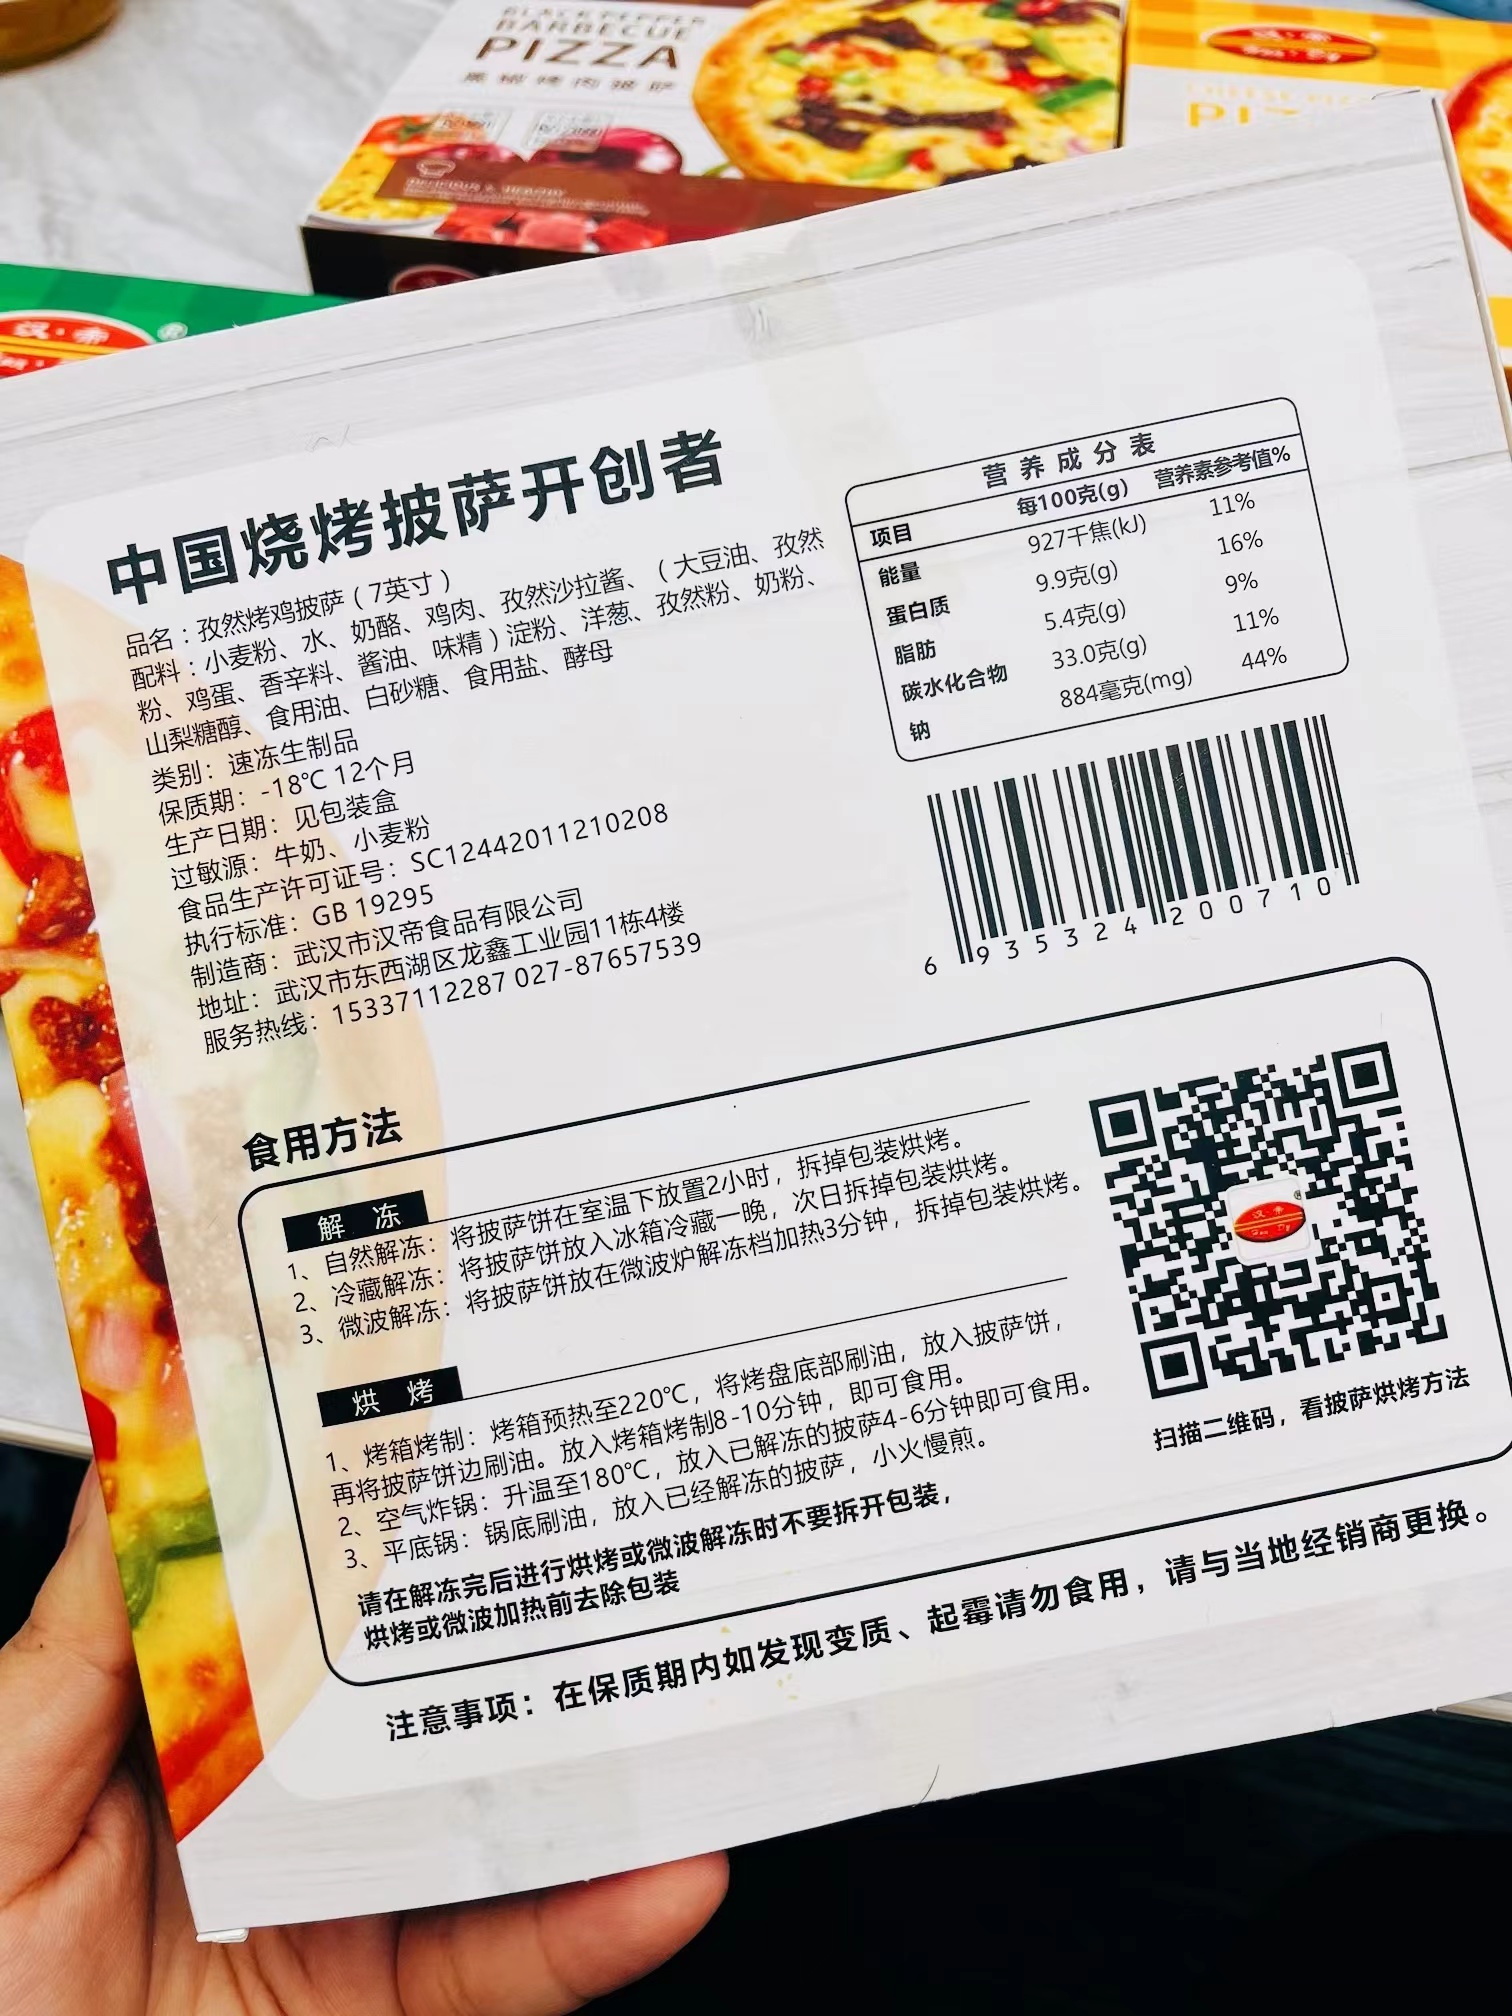 BLACK PEPPER
BARBECUE
PIZZA
黑椒烤肉披萨
DELICIOUS & HEALTHY
汉·帝
PIZ
汉·帝
®
中国烧烤披萨开创者
品名：孜然烤鸡披萨（7英寸）
配料：小麦粉、水、奶酪、鸡肉、孜然沙拉酱、（大豆油、孜然
粉、鸡蛋、香辛料、酱油、味精）淀粉、洋葱、孜然粉、奶粉、
山梨糖醇、食用油、白砂糖、食用盐、酵母
类别：速冻生制品
保质期：-18℃ 12个月
生产日期：见包装盒
过敏源：牛奶、小麦粉
食品生产许可证号：SC12442011210208
执行标准：GB 19295
制造商：武汉市汉帝食品有限公司
地址：武汉市东西湖区龙鑫工业园11栋4楼
服务热线：15337112287 027-87657539
营养成分表
项目 每100克(g) 营养素参考值%
能量 927千焦(kJ) 11%
蛋白质 9.9克(g) 16%
脂肪 5.4克(g) 9%
碳水化合物 33.0克(g) 11%
钠 884毫克(mg) 44%
6 935324 200710
食用方法
解 冻
1、自然解冻：将披萨饼在室温下放置2小时，拆掉包装烘烤。
2、冷藏解冻：将披萨饼放入冰箱冷藏一晚，次日拆掉包装烘烤。
3、微波解冻：将披萨饼放在微波炉解冻档加热3分钟，拆掉包装烘烤。
烘 烤
1、烤箱烤制：烤箱预热至220℃，将烤盘底部刷油，放入披萨饼，
再将披萨饼边刷油。放入烤箱烤制8-10分钟，即可食用。
2、空气炸锅：升温至180℃，放入已解冻的披萨4-6分钟即可食用。
3、平底锅：锅底刷油，放入已经解冻的披萨，小火慢煎。
请在解冻完后进行烘烤或微波解冻时不要拆开包装，
烘烤或微波加热前去除包装
汉·帝
®
扫描二维码，看披萨烘烤方法
注意事项：在保质期内如发现变质、起霉请勿食用，请与当地经销商更换。